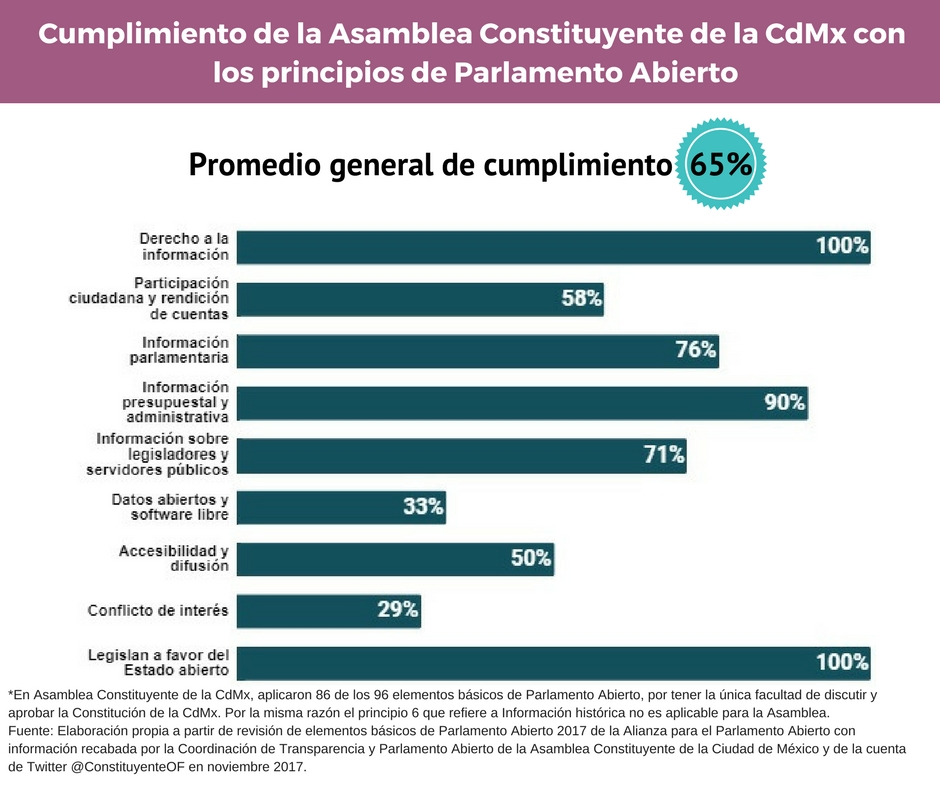 Cumplimiento de la Asamblea Constituyente de la CdMx con
los principios de Parlamento Abierto
Promedio general de cumplimiento 65%
Derecho a la
información
100%
Participación
ciudadana y rendición
de cuentas
58%
Información
parlamentaria
76%
Información
presupuestal y
administrativa
90%
Información sobre
legisladores y
servidores públicos
71%
Datos abiertos y
software libre
33%
Accesibilidad y
difusión
50%
Conflicto de interés
29%
Legislan a favor del
Estado abierto
100%
*En Asamblea Constituyente de la CdMx, aplicaron 86 de los 96 elementos básicos de Parlamento Abierto, por tener la única facultad de discutir y
aprobar la Constitución de la CdMx. Por la misma razón el principio 6 que refiere a Información histórica no es aplicable para la Asamblea.
Fuente: Elaboración propia a partir de revisión de elementos básicos de Parlamento Abierto 2017 de la Alianza para el Parlamento Abierto con
información recabada por la Coordinación de Transparencia y Parlamento Abierto de la Asamblea Constituyente de la Ciudad de México y de la cuenta
de Twitter @ConstituyenteOF en noviembre 2017.